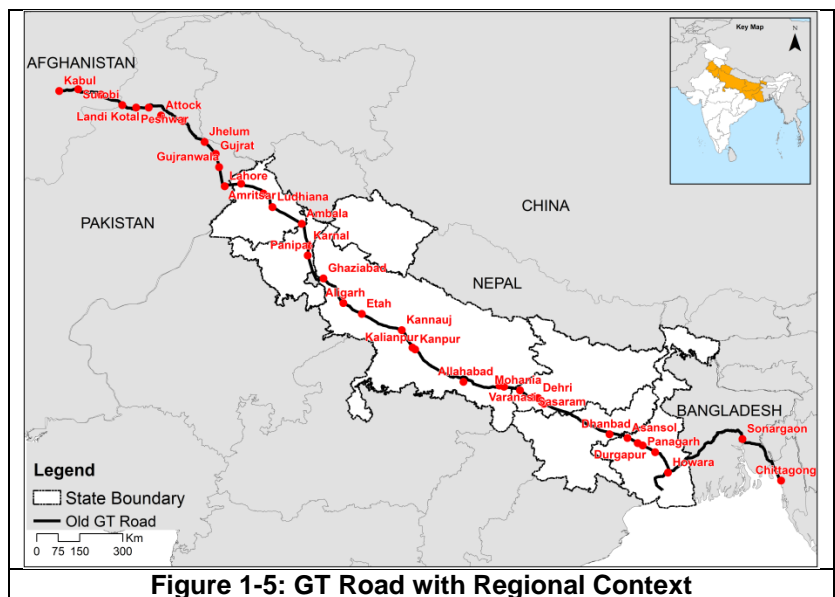 Key Map
N
AFGHANISTAN
Kabul
Surobi
Attock
Landi Kotal
Peshwar
Jhelum
Gujrat
Gujranwala
Lahore
Amritsar
Ludhiana
CHINA
PAKISTAN
Ambala
Karnal
Panipat
Ghaziabad
NEPAL
Aligarh
Etah
Kannauj
Kalianpur
Kanpur
Allahabad
Mohania
Dehri
Varanasi
Sasaram
BANGLADESH
Dhanbad
Asansol
Sonargaon
Panagarh
Durgapur
Howara
Chittagong
Legend
State Boundary
Old GT Road
Km
0 75 150 300
Figure 1-5: GT Road with Regional Context